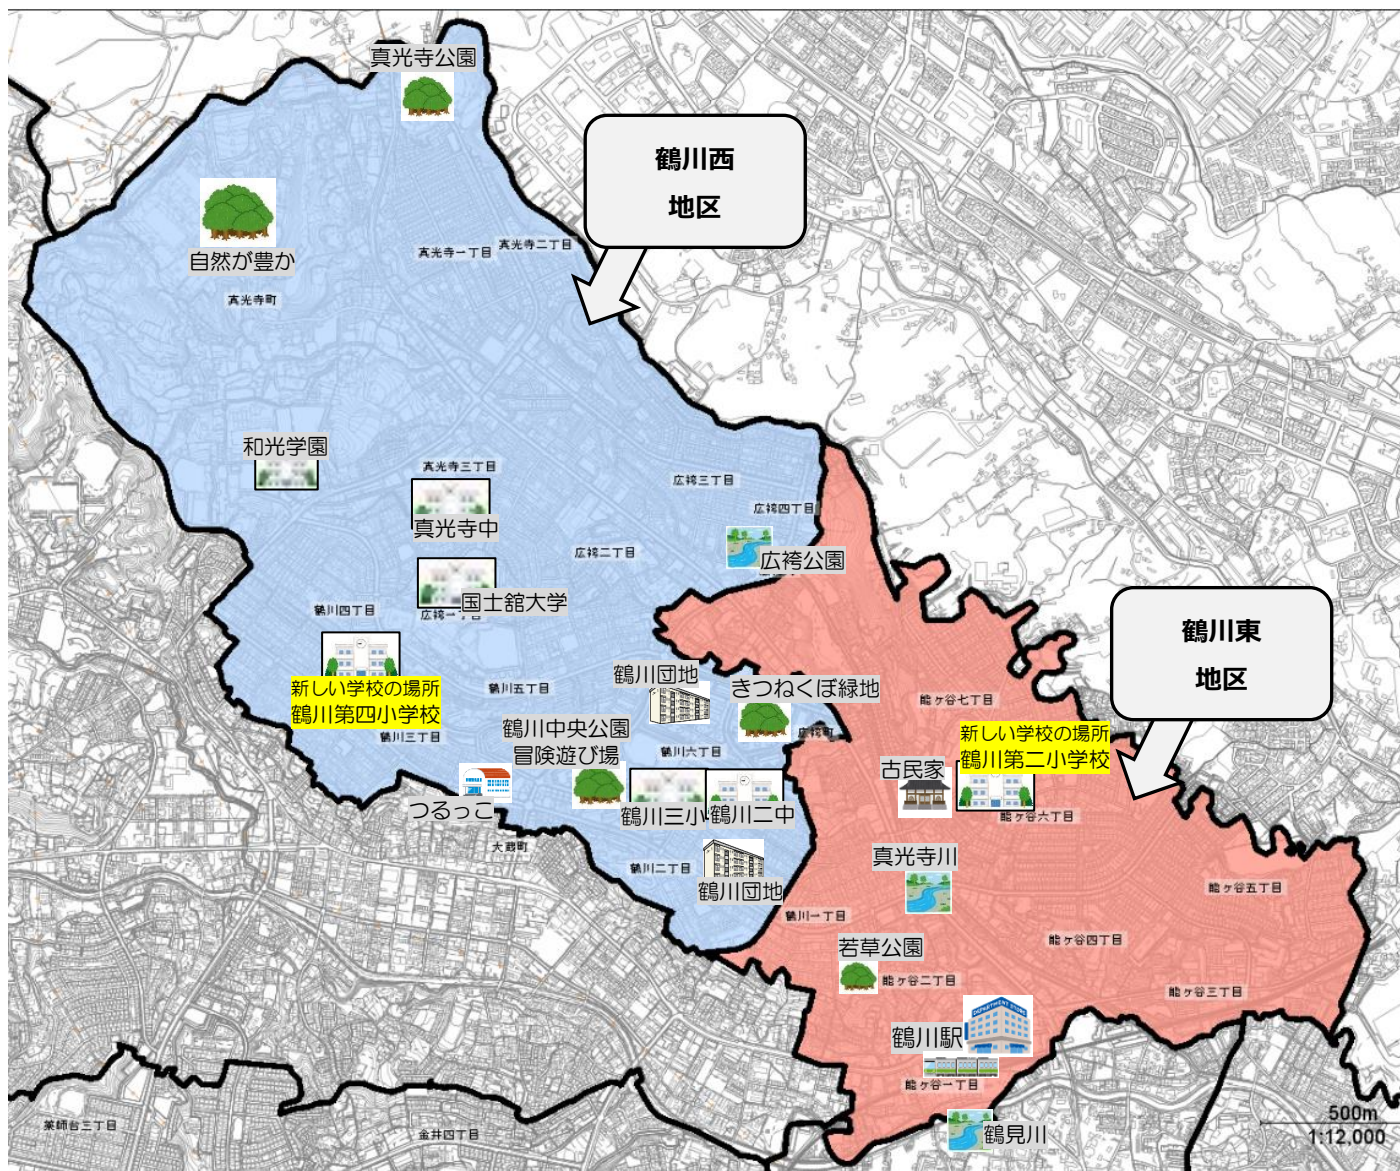 真光寺公園
鶴川西
地区
自然が豊か
真光寺一丁目
真光寺二丁目
真光寺町
和光学園
真光寺三丁目
真光寺中
広袴三丁目
広袴四丁目
広袴二丁目
広袴公園
国士舘大学
鶴川四丁目
広袴一丁目
新しい学校の場所
鶴川第四小学校
鶴川五丁目
鶴川三丁目
鶴川団地
きつねくぼ緑地
広袴町
能ヶ谷七丁目
鶴川東
地区
鶴川中央公園
冒険遊び場
鶴川六丁目
新しい学校の場所
鶴川第二小学校
古民家
能ヶ谷六丁目
つるっこ
鶴川三小
鶴川二中
大蔵町
鶴川二丁目
鶴川団地
真光寺川
能ヶ谷五丁目
鶴川一丁目
能ヶ谷四丁目
若草公園
能ヶ谷二丁目
能ヶ谷三丁目
DEPARTMENT STORE
鶴川駅
能ヶ谷一丁目
鶴見川
薬師台三丁目
金井四丁目
500m
1:12,000